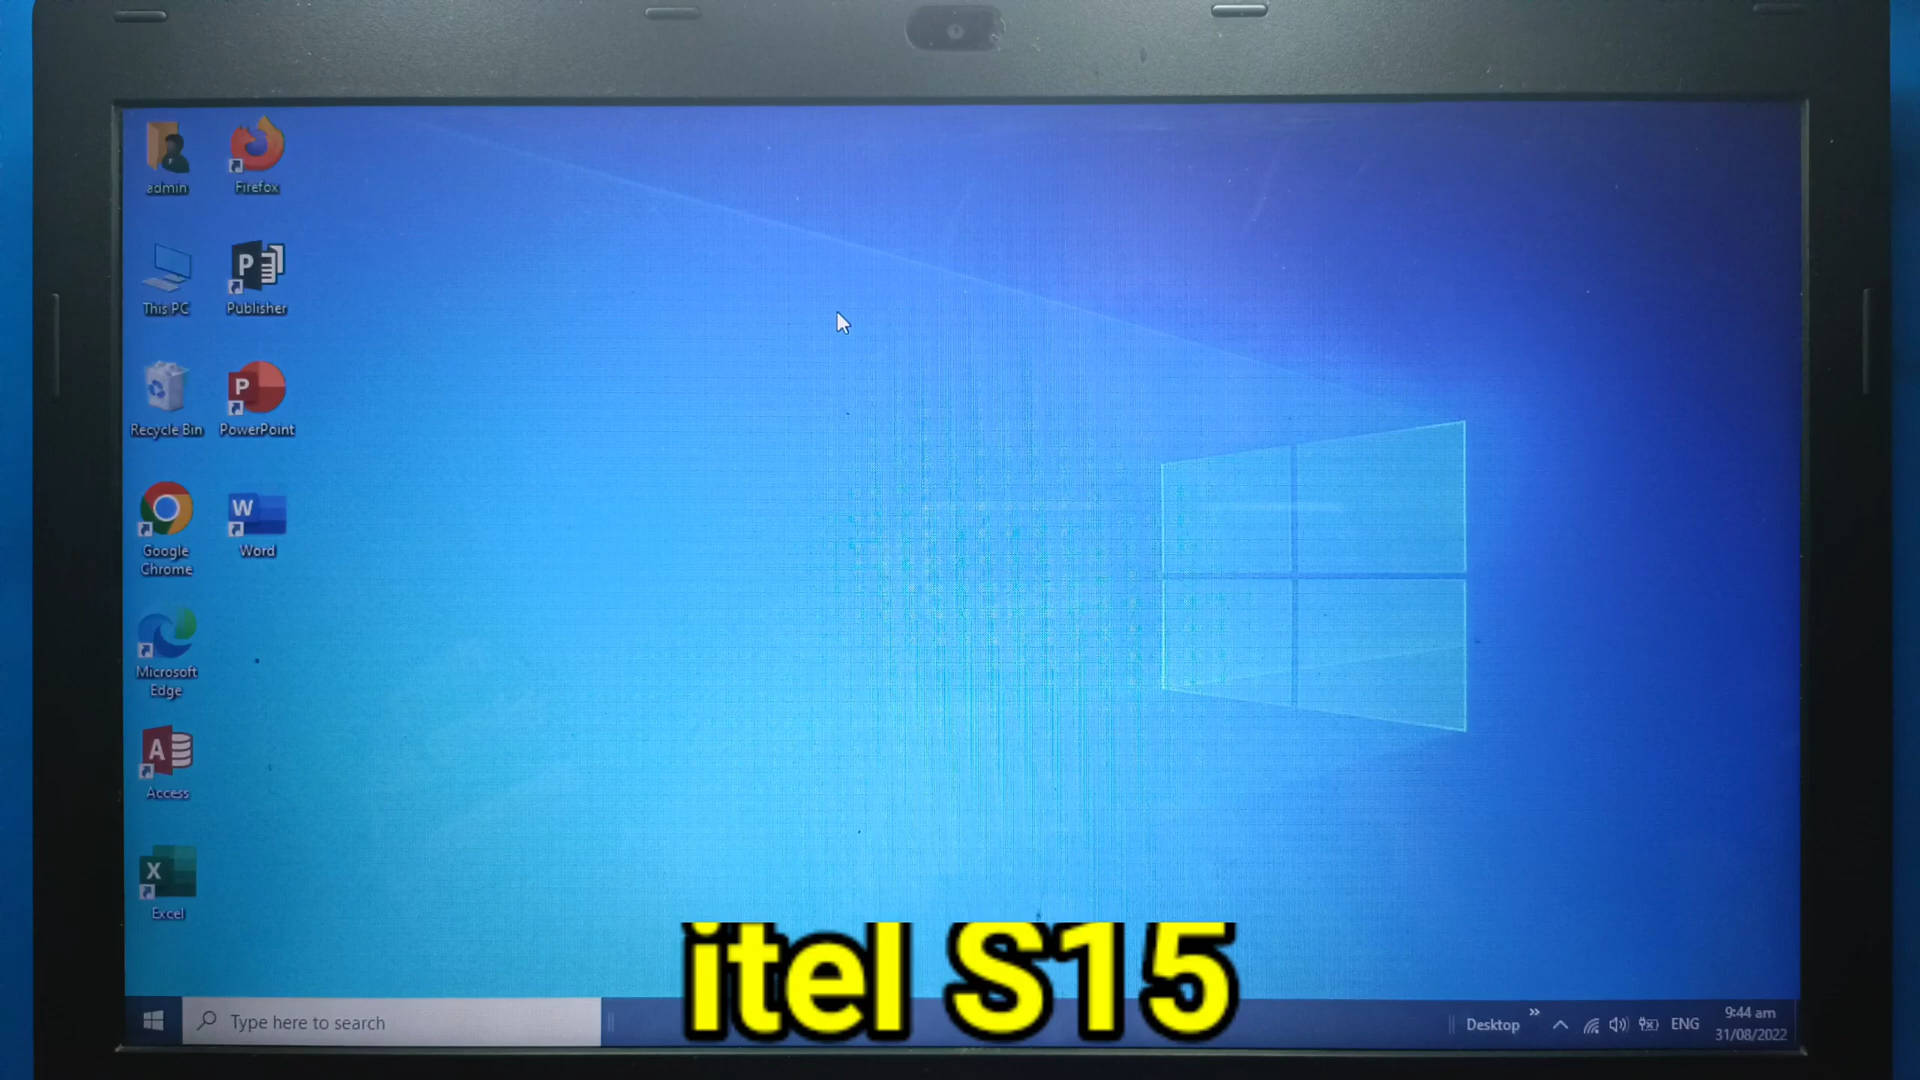 admin
Firefox
This PC
Publisher
Recycle Bin
PowerPoint
Google
Chrome
Word
Microsoft
Edge
Access
Excel
itel S15
Type here to search
Desktop
ENG
9:44 am
31/08/2022